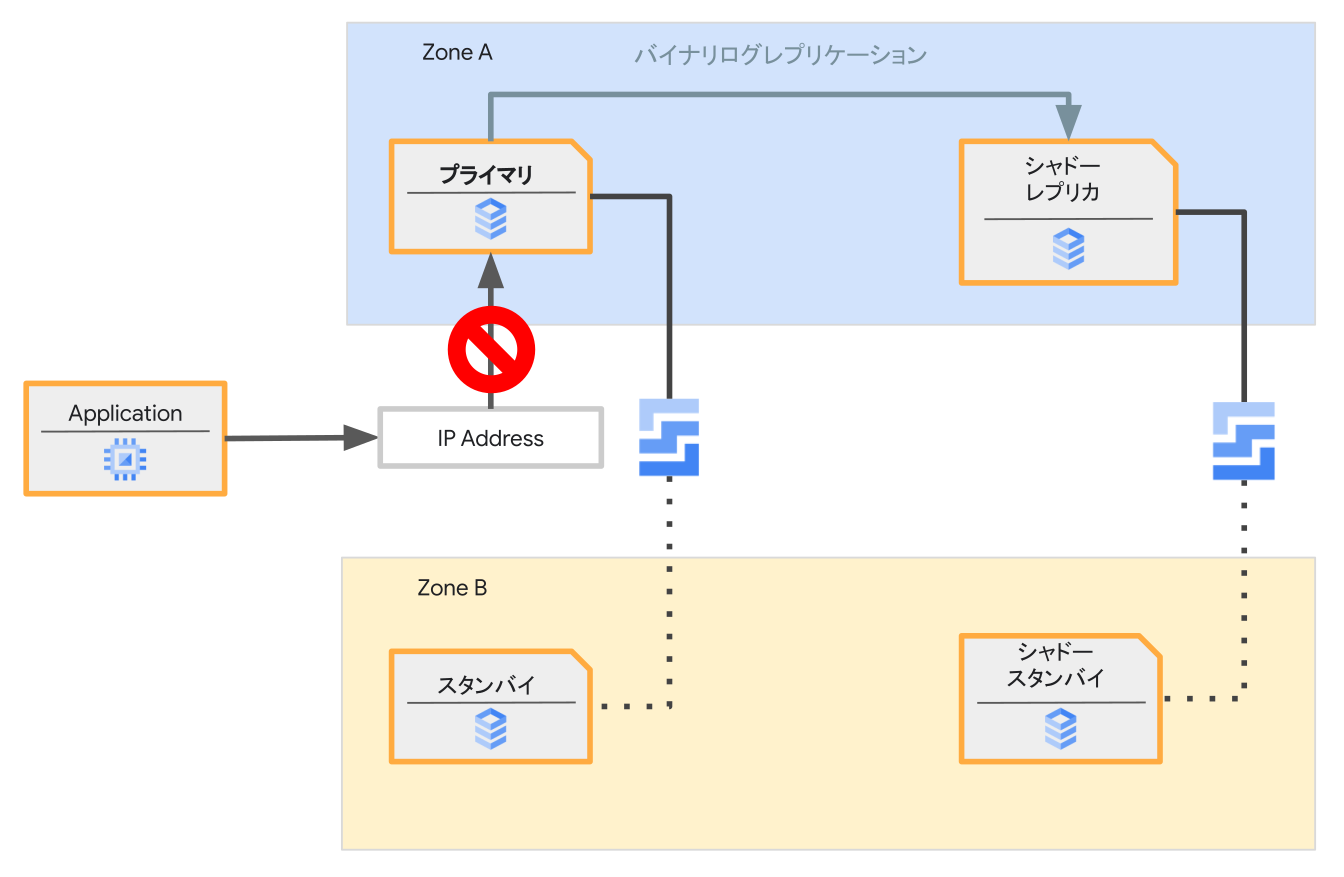 Zone A
バイナリログレプリケーション
プライマリ
シャドー
レプリカ
Application
IP Address
Zone B
スタンバイ
シャドー
スタンバイ